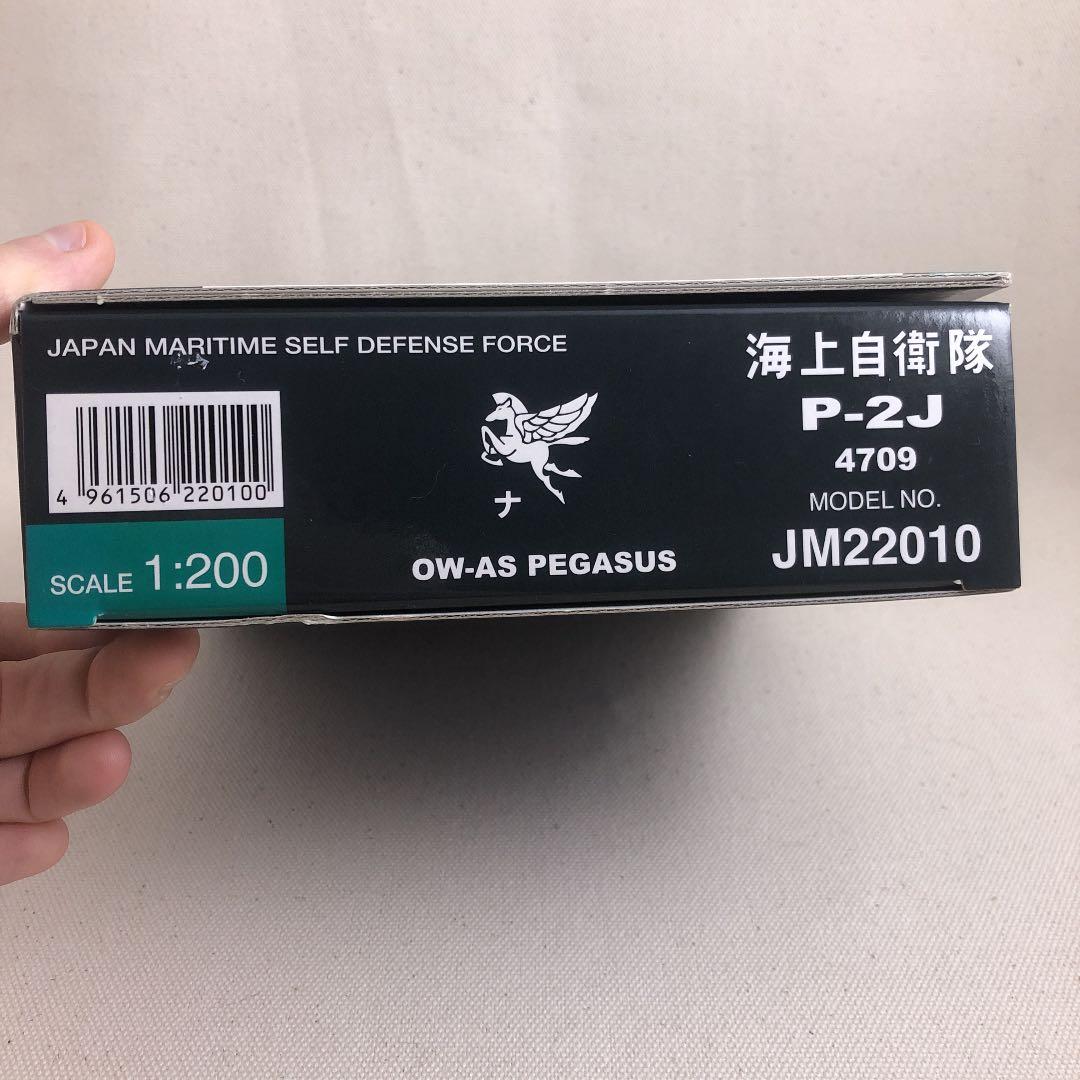 JAPAN MARITIME SELF DEFENSE FORCE
4 961506 220100
SCALE 1:200
ナ
OW-AS PEGASUS
海上自衛隊
P-2J
4709
MODEL NO.
JM22010